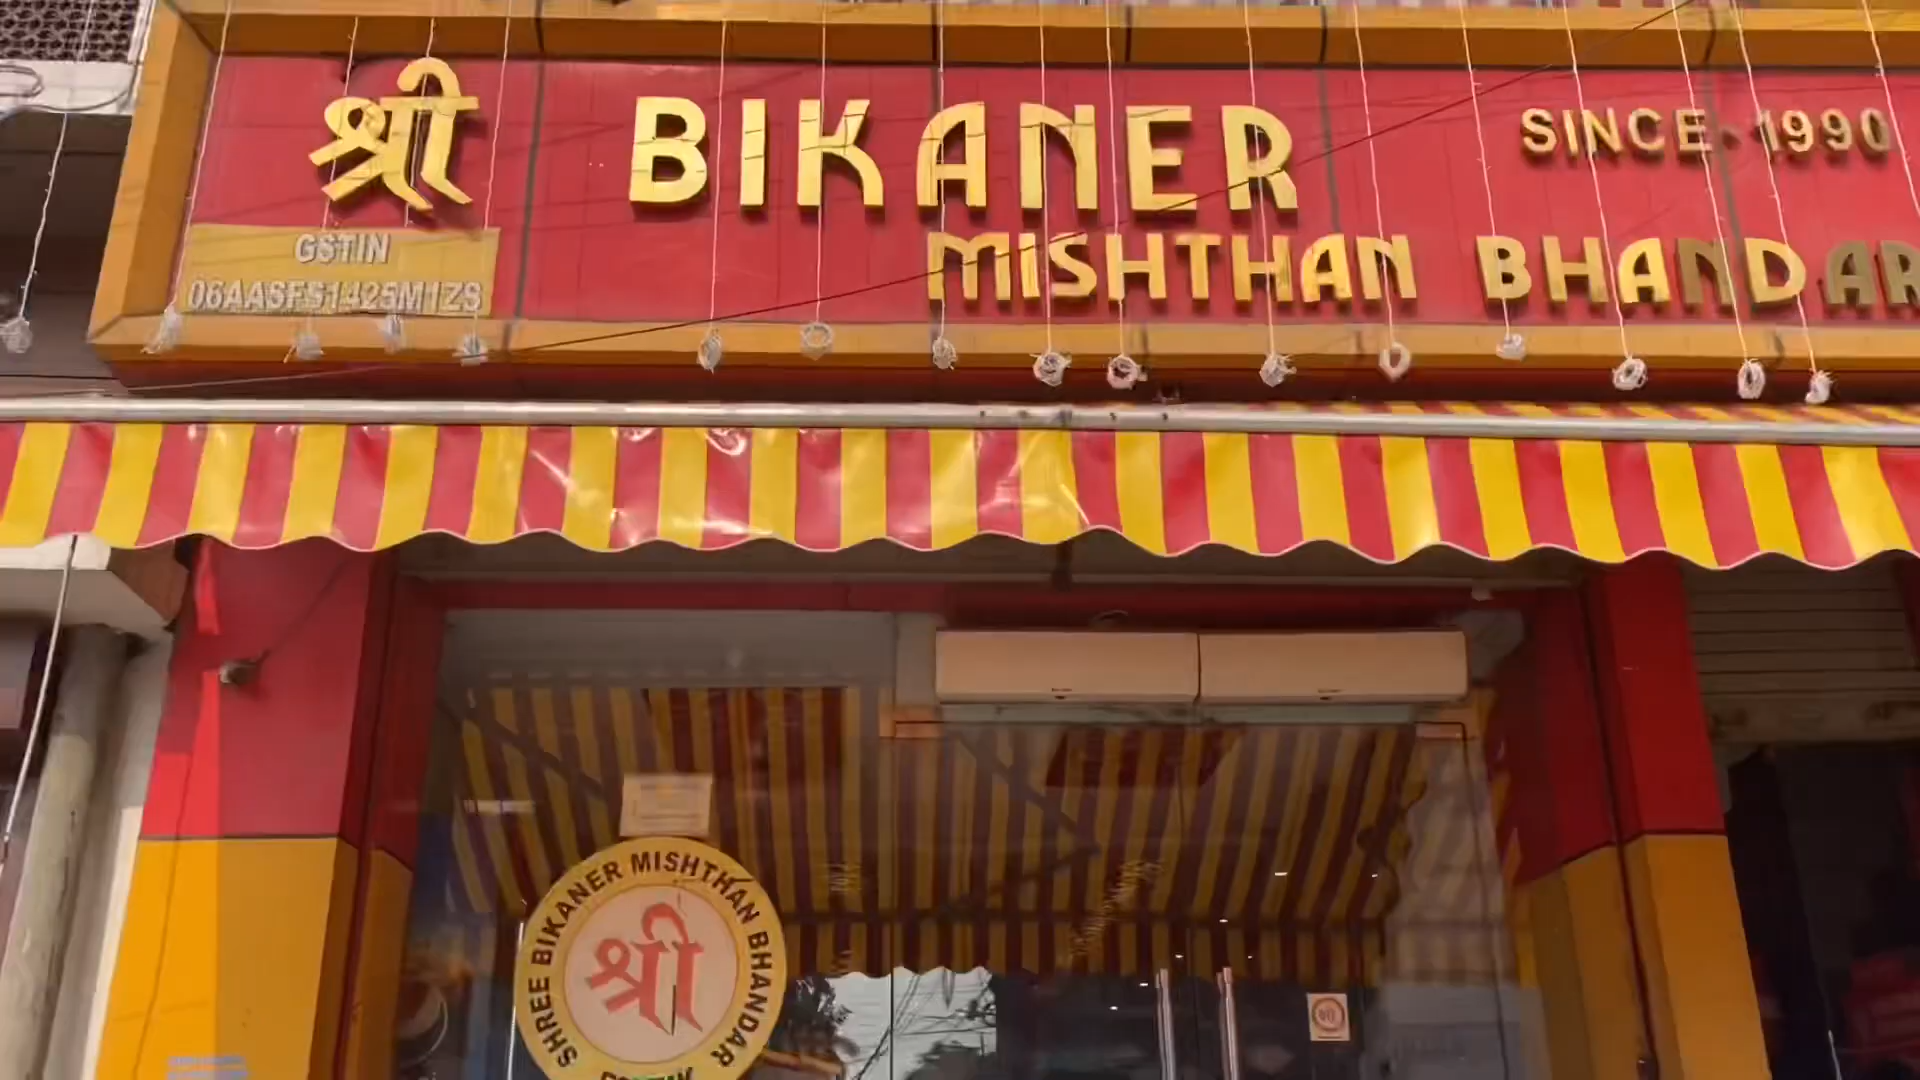 श्री BIKANER SINCE-1990
MISHTHAN BHANDAR
GSTIN
06AASFS1425M1ZS
SHREE BIKANER MISHTHAN BHANDAR
श्री